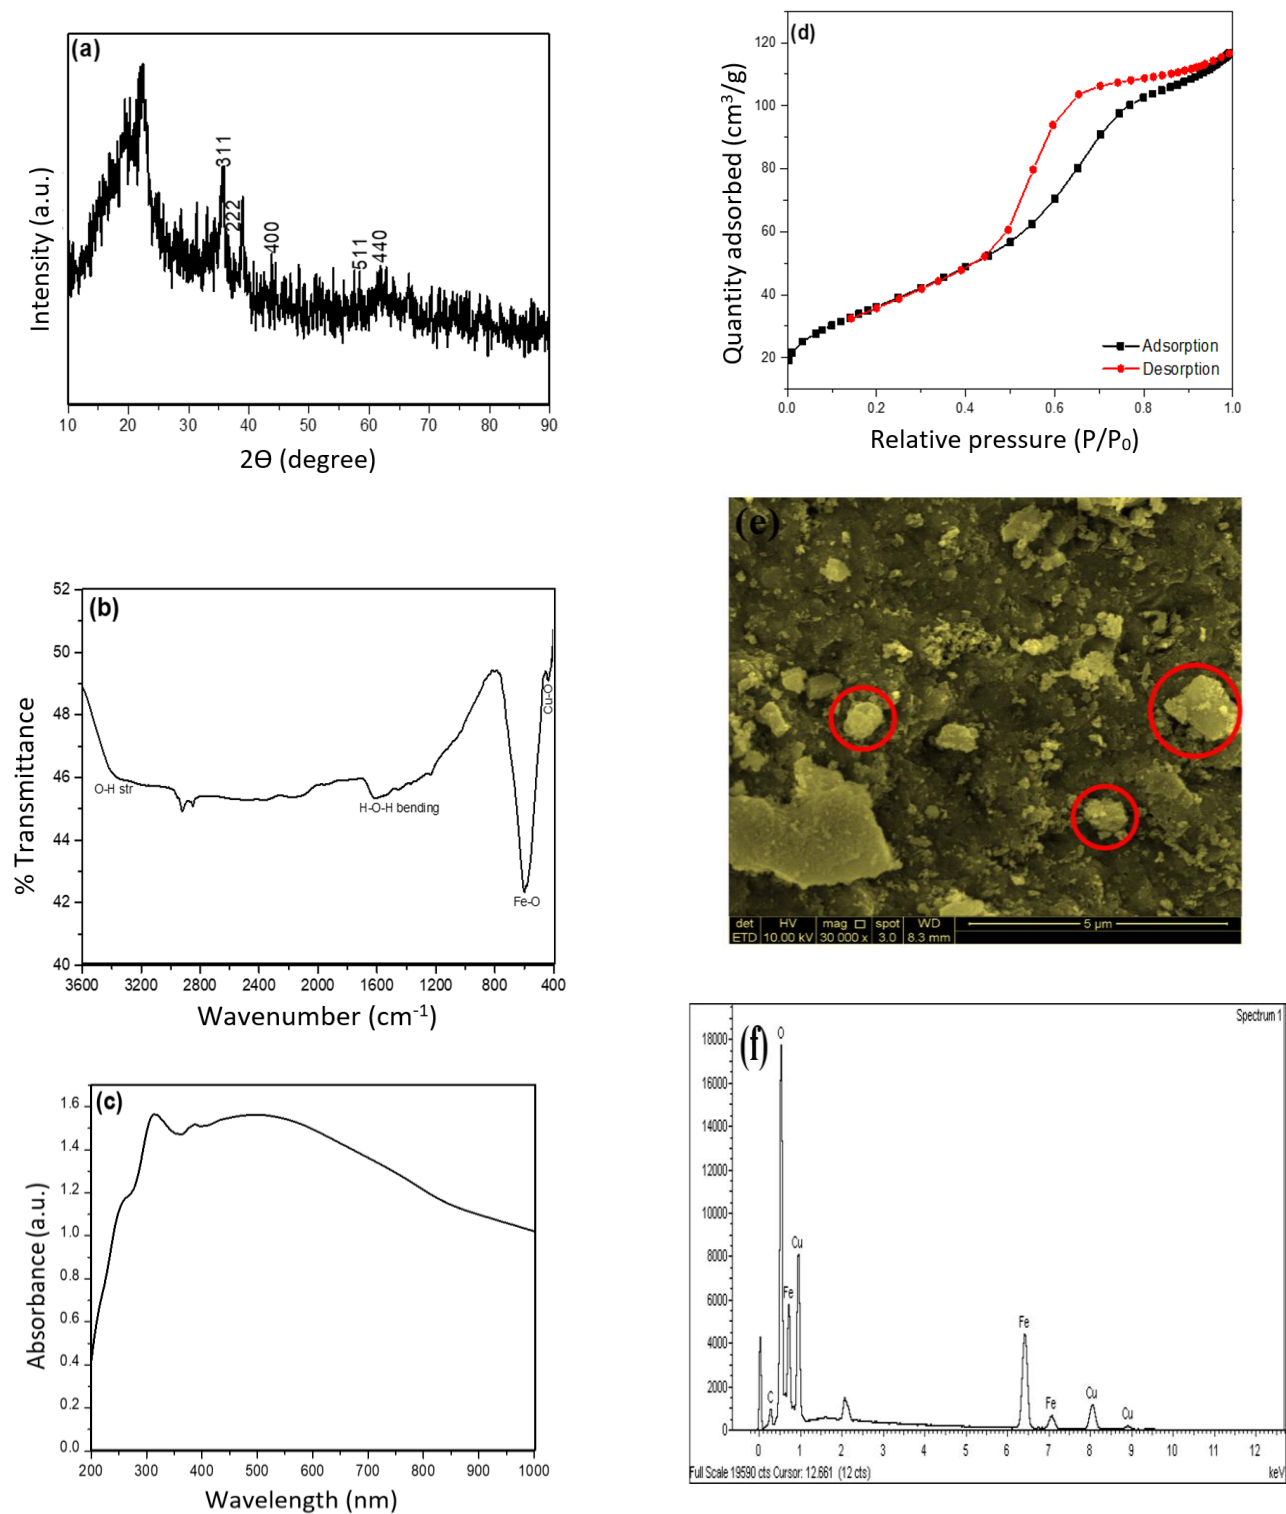 (a)
311
222
400
511
440
Intensity (a.u.)
10 20 30 40 50 60 70 80 90
2Θ (degree)
(d)
120
100
80
60
40
20
Quantity adsorbed (cm³/g)
Adsorption
Desorption
0.0 0.2 0.4 0.6 0.8 1.0
Relative pressure (P/P₀)
(b)
52
50
48
46
44
42
40
% Transmittance
O-H str
H-O-H bending
Fe-O
Cu-O
3600 2800 2400 2000 1600 1200 800 400
Wavenumber (cm⁻¹)
(e)
det HV mag spot WD
ETD 10.00 kV 30 000 x 3.0 8.3 mm
5 µm
(c)
1.6
1.4
1.2
1.0
0.8
0.6
0.4
0.2
0.0
Absorbance (a.u.)
200 300 400 500 600 700 800 900 1000
Wavelength (nm)
(f)
Spectrum 1
18000
16000
14000
12000
10000
8000
6000
4000
2000
0
O
Cu
Fe
C
Fe
Fe
Cu
Cu
0 1 2 3 4 5 6 7 8 9 10 11 12
Full Scale 19590 cts Cursor: 12.661 (12 cts)
keV